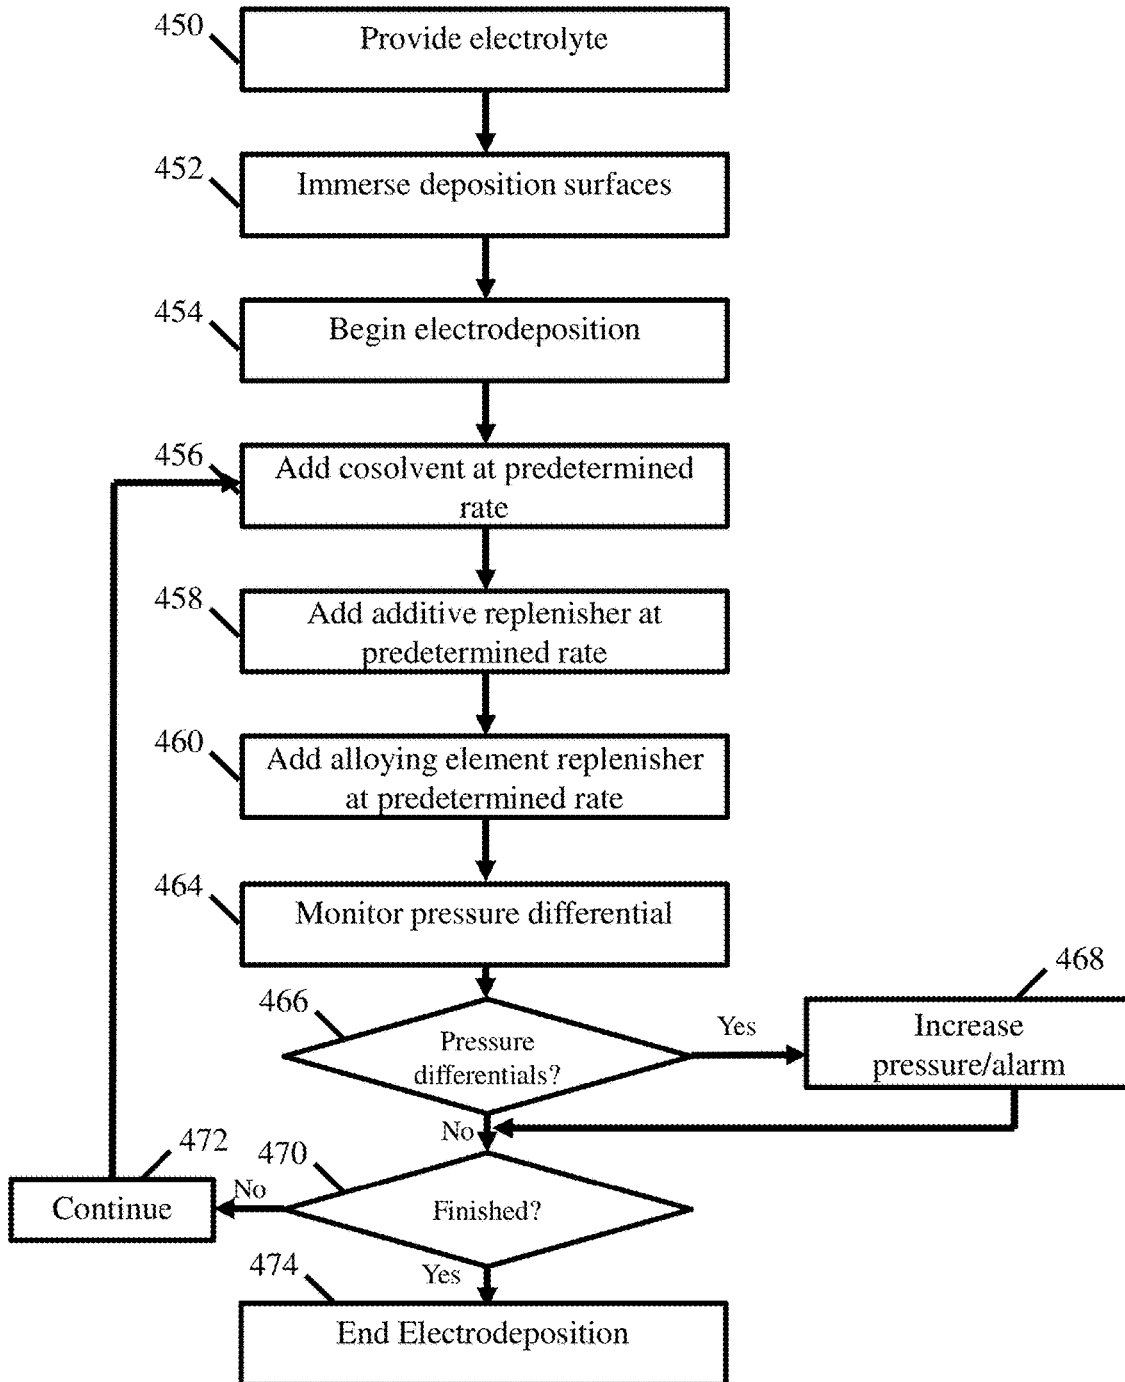 450
Provide electrolyte
452
Immerse deposition surfaces
454
Begin electrodeposition
456
Add cosolvent at predetermined
rate
458
Add additive replenisher at
predetermined rate
460
Add alloying element replenisher
at predetermined rate
464
Monitor pressure differential
466
Pressure
differentials?
Yes
468
Increase
pressure/alarm
No
470
Finished?
No
472
Continue
Yes
474
End Electrodeposition